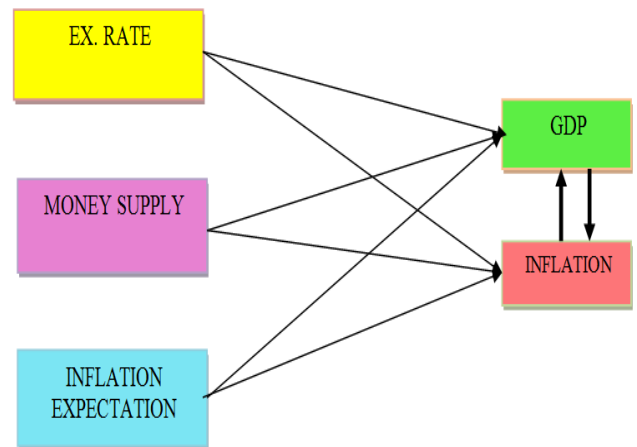 EX. RATE
GDP
MONEY SUPPLY
INFLATION
INFLATION
EXPECTATION